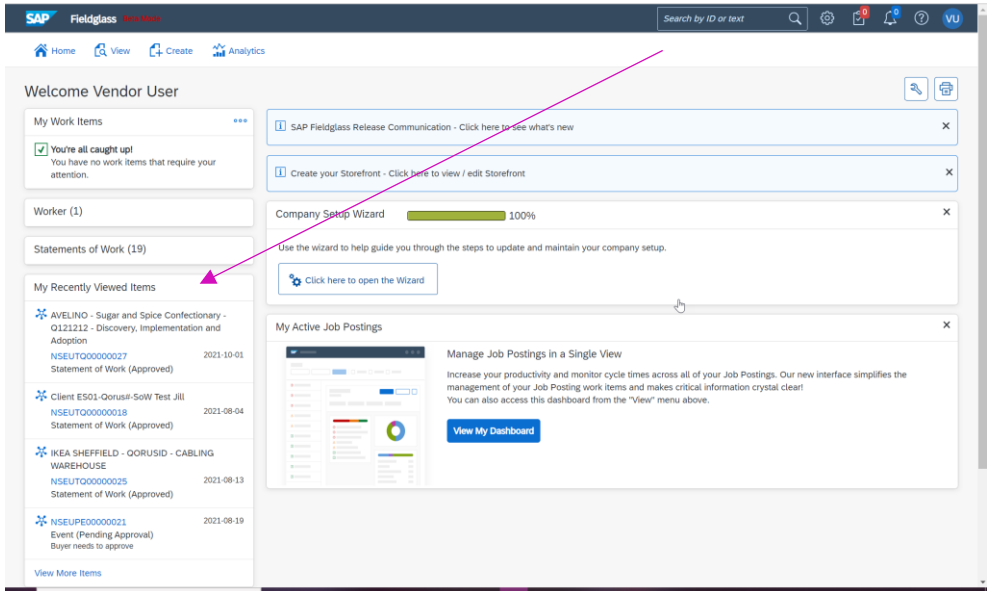 SAP Fieldglass
Search by ID or text
0
0
VU
Home View Create Analytics
Welcome Vendor User
My Work Items
You're all caught up!
You have no work items that require your
attention.
Worker (1)
Statements of Work (19)
My Recently Viewed Items
AVELINO - Sugar and Spice Confectionary -
Q121212 - Discovery, Implementation and
Adoption
NSEUTQ00000027 2021-10-01
Statement of Work (Approved)
Client ES01-Qorus#-SoW Test Jill
NSEUTQ00000018 2021-08-04
Statement of Work (Approved)
IKEA SHEFFIELD - QORUSID - CABLING
WAREHOUSE
NSEUTQ00000025 2021-08-13
Statement of Work (Approved)
NSEUPE00000021 2021-08-19
Event (Pending Approval)
Buyer needs to approve
View More Items
SAP Fieldglass Release Communication - Click here to see what's new
Create your Storefront - Click here to view / edit Storefront
Company Setup Wizard 100%
Use the wizard to help guide you through the steps to update and maintain your company setup.
Click here to open the Wizard
My Active Job Postings
Manage Job Postings in a Single View
Increase your productivity and monitor cycle times across all of your Job Postings. Our new interface simplifies the
management of your Job Posting work items and makes critical information crystal clear!
You can also access this dashboard from the "View" menu above.
View My Dashboard